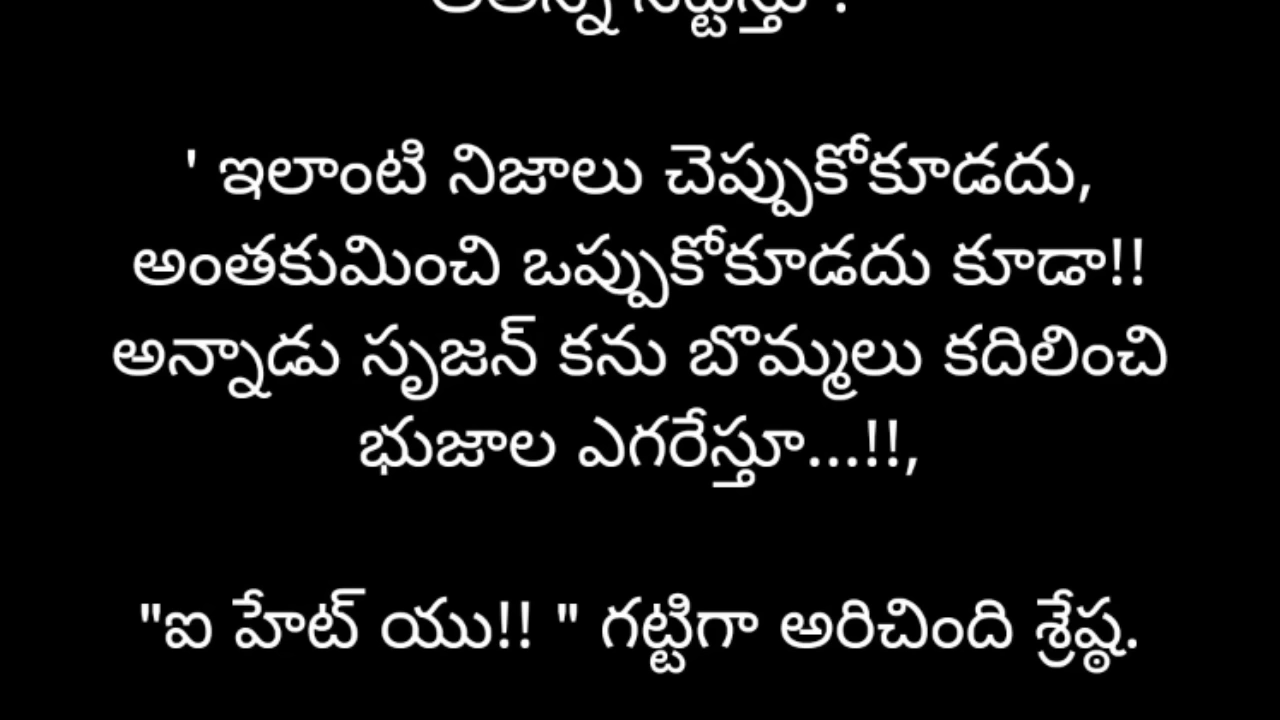 ' ఇలాంటి నిజాలు చెప్పుకోకూడదు,
అంతకుమించి ఒప్పుకోకూడదు కూడా!!
అన్నాడు సృజన్ కను బొమ్మలు కదిలించి
భుజాల ఎగరేస్తూ...!!,
"ఐ హేట్ యు!! " గట్టిగా అరిచింది శ్రేష్ఠ.